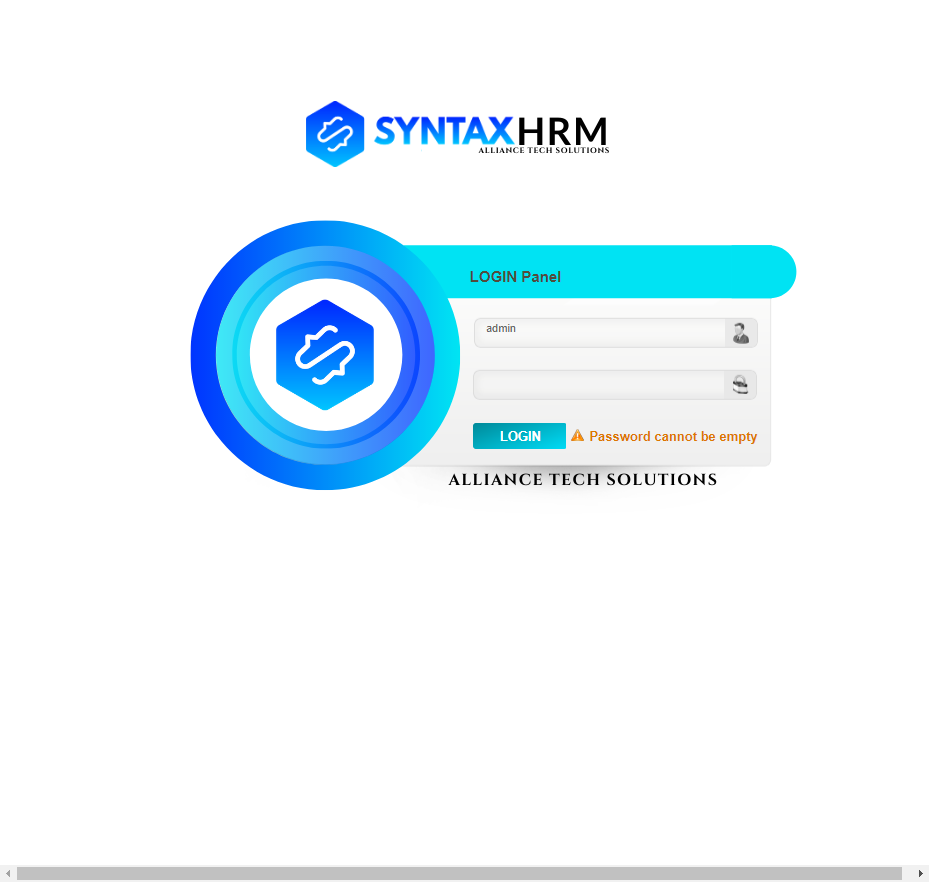 SYNTAXHRM
ALLIANCE TECH SOLUTIONS
LOGIN Panel
admin
LOGIN Password cannot be empty
ALLIANCE TECH SOLUTIONS